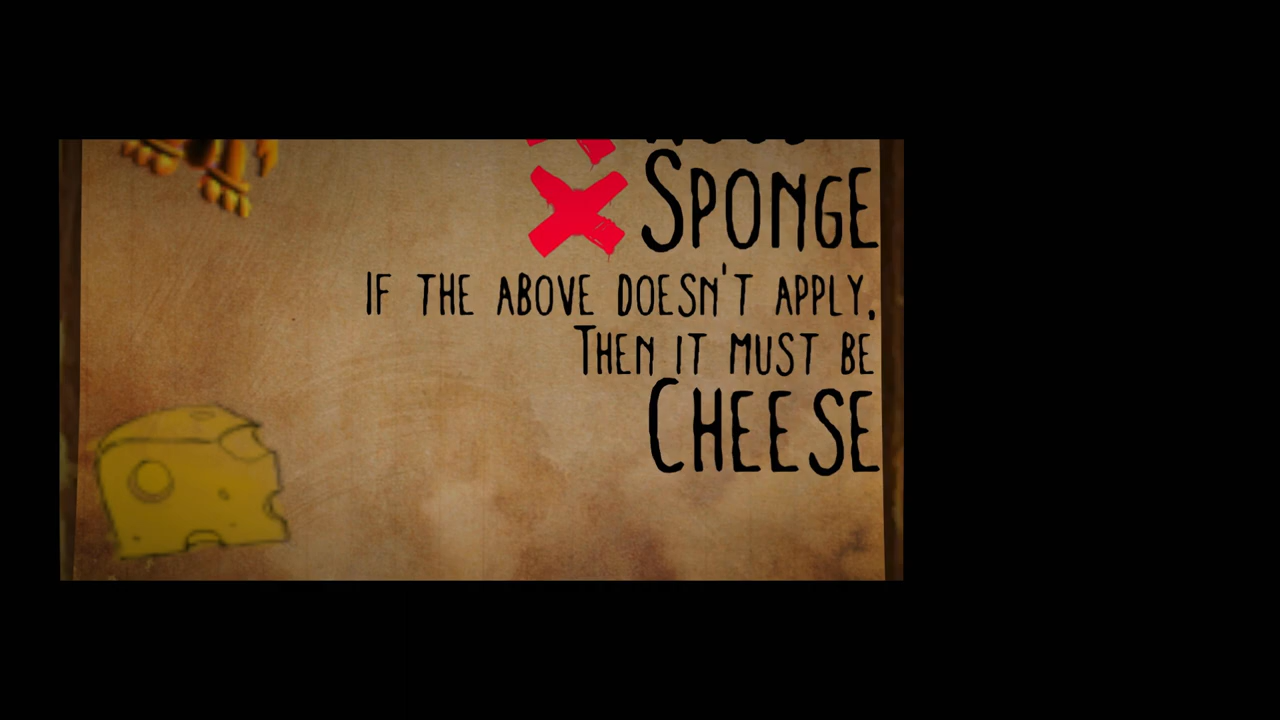 Sponge
If the above doesn't apply,
Then it must be
Cheese